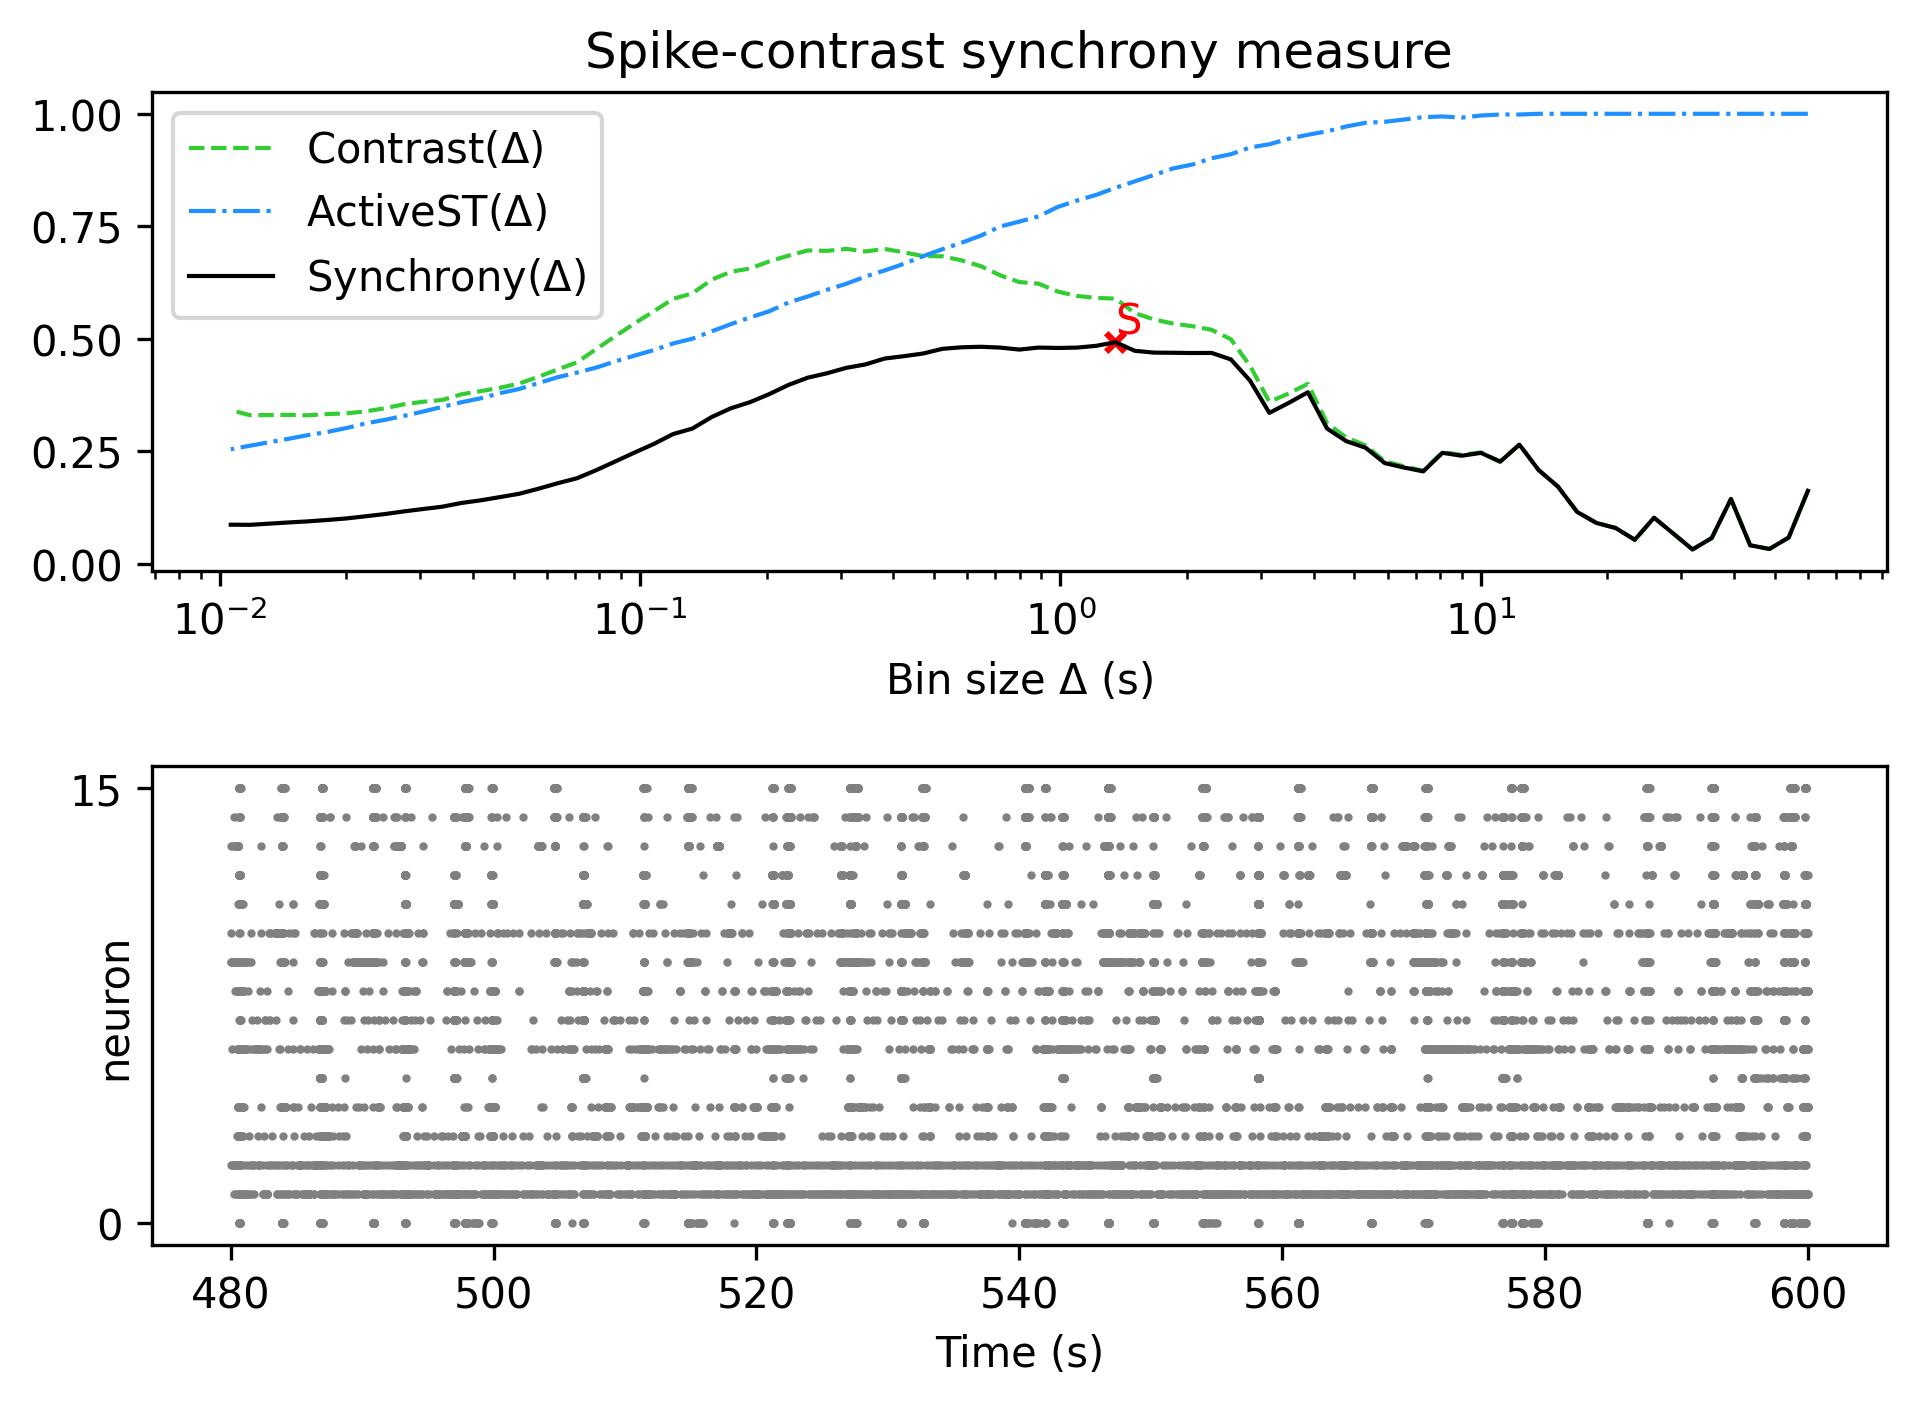 Spike-contrast synchrony measure
1.00
0.75
0.50
0.25
0.00
Contrast(Δ)
ActiveST(Δ)
Synchrony(Δ)
S
10⁻² 10⁻¹ 10⁰ 10¹
Bin size Δ (s)
15
0
neuron
480 500 520 540 560 580 600
Time (s)